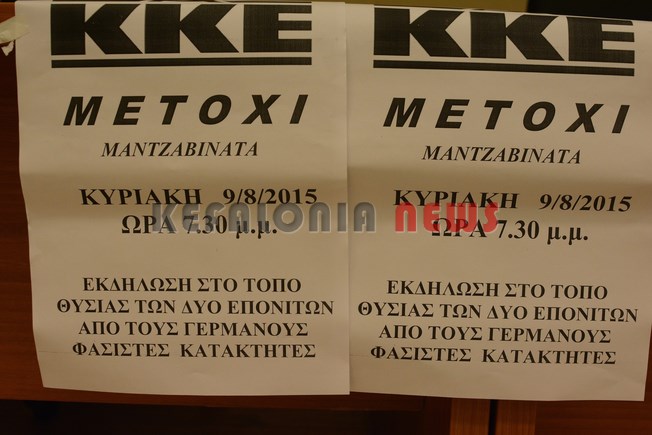 ΚΚΕ
ΜΕΤΟΧΙ
ΜΑΝΤΖΑΒΙΝΑΤΑ
ΚΥΡΙΑΚΗ 9/8/2015
ΩΡΑ 7.30 μ.μ.
ΕΚΔΗΛΩΣΗ ΣΤΟ ΤΟΠΟ
ΘΥΣΙΑΣ ΤΩΝ ΔΥΟ ΕΠΟΝΙΤΩΝ
ΑΠΟ ΤΟΥΣ ΓΕΡΜΑΝΟΥΣ
ΦΑΣΙΣΤΕΣ ΚΑΤΑΚΤΗΤΕΣ
ΚΚΕ
ΜΕΤΟΧΙ
ΜΑΝΤΖΑΒΙΝΑΤΑ
ΚΥΡΙΑΚΗ 9/8/2015
ΩΡΑ 7.30 μ.μ.
ΕΚΔΗΛΩΣΗ ΣΤΟ ΤΟΠΟ
ΘΥΣΙΑΣ ΤΩΝ ΔΥΟ ΕΠΟΝΙΤΩΝ
ΑΠΟ ΤΟΥΣ ΓΕΡΜΑΝΟΥΣ
ΦΑΣΙΣΤΕΣ ΚΑΤΑΚΤΗΤΕΣ
KEFALONIA NEWS